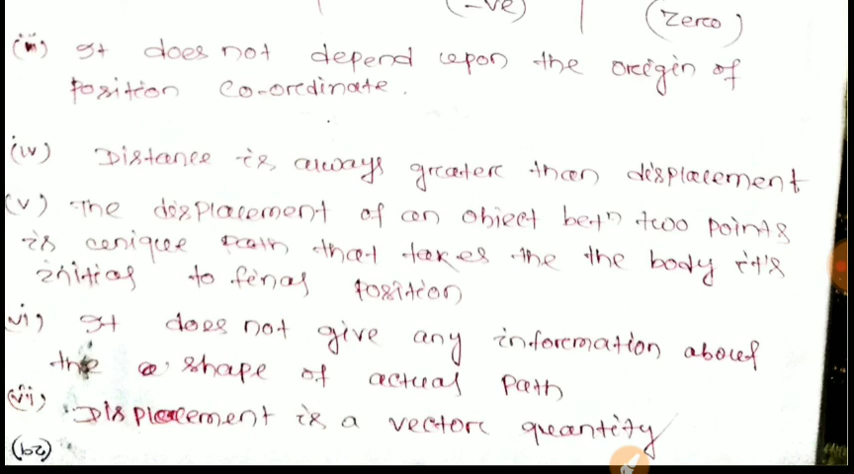 (-ve) (Zero)
(iii) It does not depend upon the origin of
position co-ordinate.
(iv) Distance is always greater than displacement
(v) The displacement of an object betn two points
is unique path that takes the the body it's
initial to final position
vi) It does not give any information about
the shape of actual path
(vii) Displacement is a vector quantity